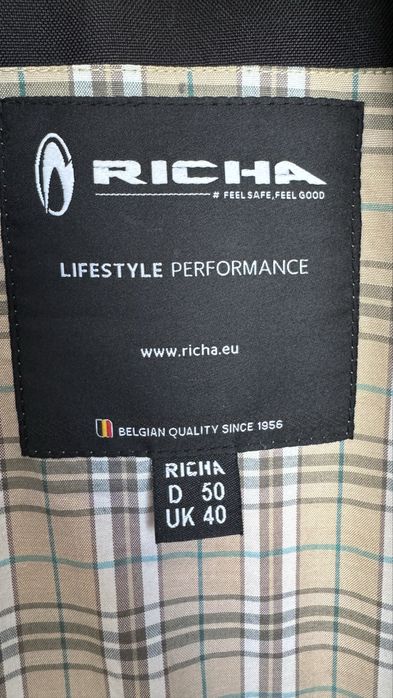 RICHA
# FEEL SAFE, FEEL GOOD
LIFESTYLE PERFORMANCE
www.richa.eu
BELGIAN QUALITY SINCE 1956
RICHA
D 50
UK 40